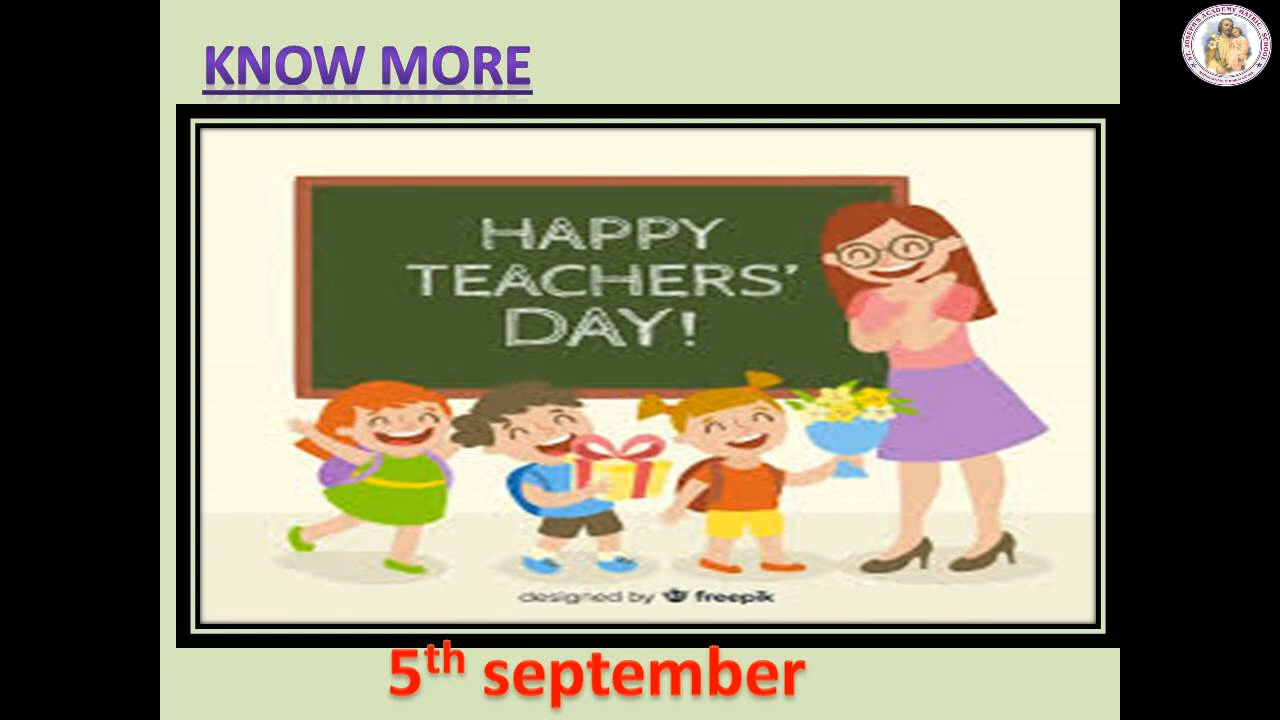 KNOW MORE
HAPPY
TEACHERS'
DAY!
designed by freepik
5th september